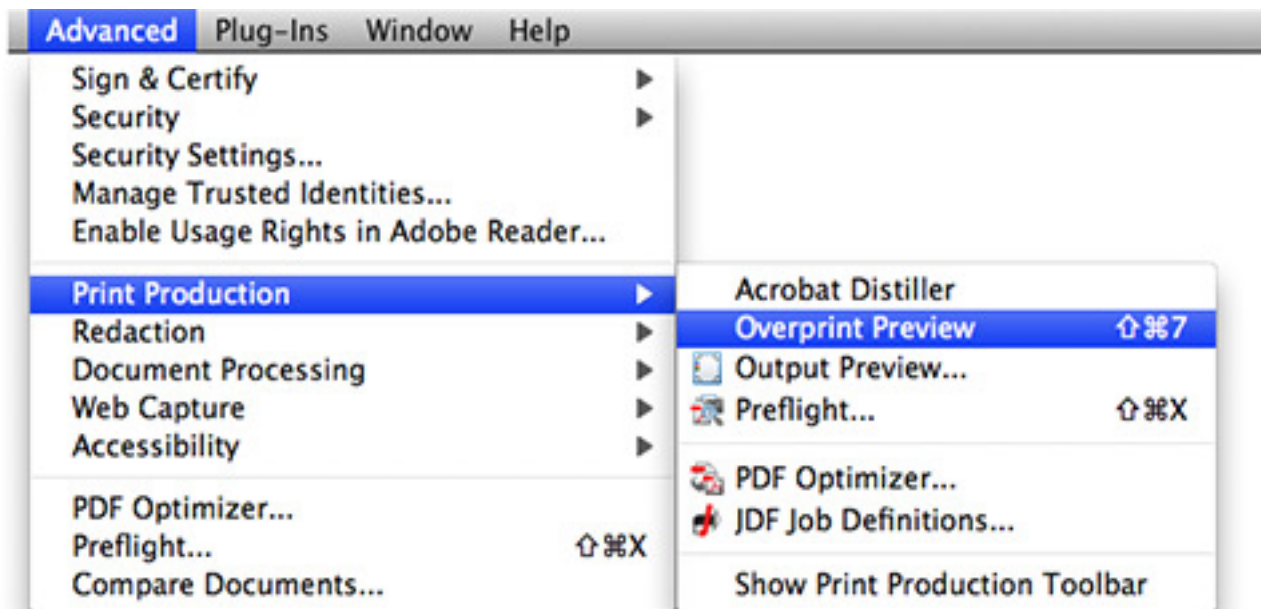 Advanced Plug-Ins Window Help
Sign & Certify
Security
Security Settings...
Manage Trusted Identities...
Enable Usage Rights in Adobe Reader...
Print Production
Redaction
Document Processing
Web Capture
Accessibility
PDF Optimizer...
Preflight... ⇧⌘X
Compare Documents...
Acrobat Distiller
Overprint Preview ⇧⌘7
Output Preview...
Preflight... ⇧⌘X
PDF Optimizer...
JDF Job Definitions...
Show Print Production Toolbar